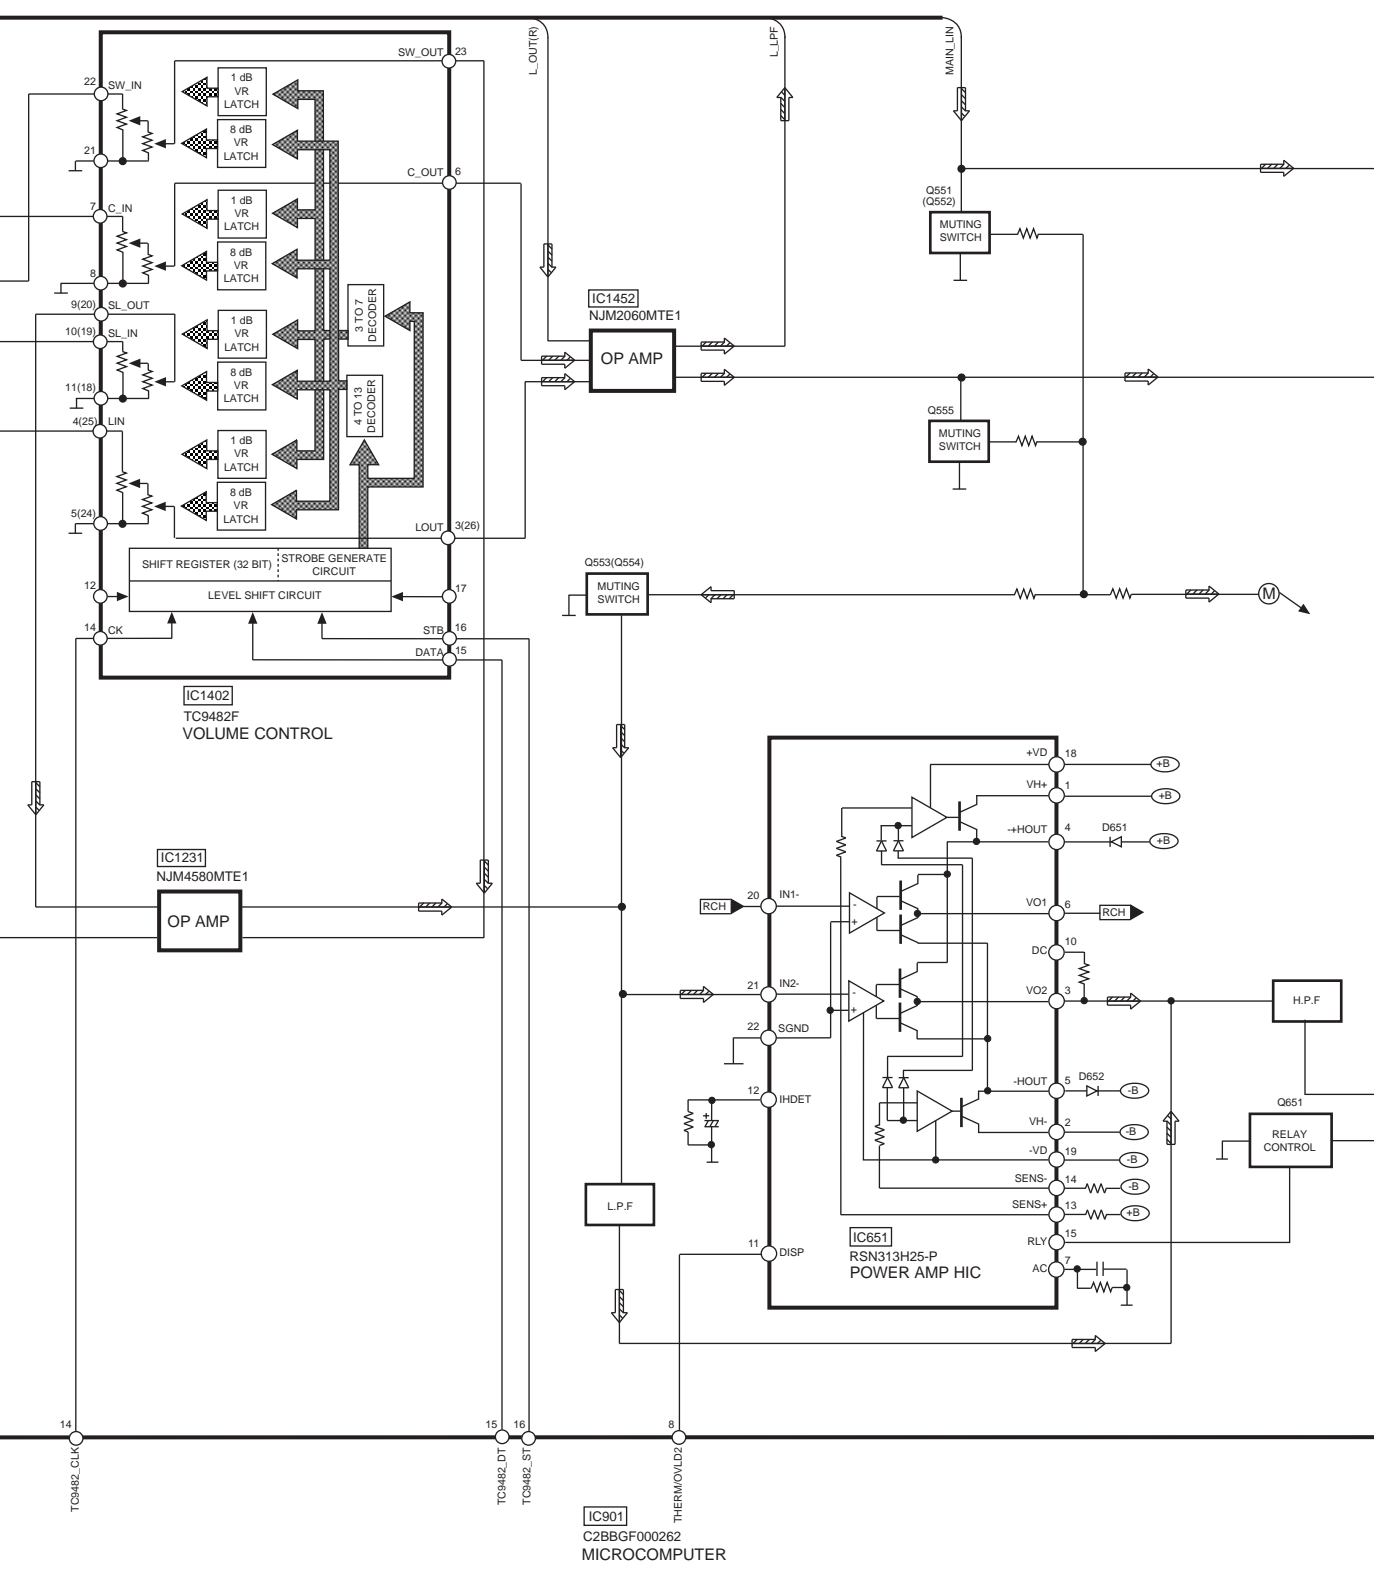 L_OUT(R)
L_LPF
MAIN_LIN
SW_OUT
23
22
SW_IN
1 dB
VR
LATCH
8 dB
VR
LATCH
21
C_OUT
6
7
C_IN
1 dB
VR
LATCH
8 dB
VR
LATCH
8
9(20)
SL_OUT
10(19)
SL_IN
1 dB
VR
LATCH
8 dB
VR
LATCH
3 TO 7
DECODER
4 TO 13
DECODER
11(18)
4(25)
LIN
1 dB
VR
LATCH
8 dB
VR
LATCH
5(24)
LOUT
3(26)
SHIFT REGISTER (32 BIT)
STROBE GENERATE
CIRCUIT
LEVEL SHIFT CIRCUIT
12
17
14
CK
STB
16
DATA
15
IC1402
TC9482F
VOLUME CONTROL
IC1452
NJM2060MTE1
OP AMP
Q551
(Q552)
MUTING
SWITCH
Q555
MUTING
SWITCH
Q553(Q554)
MUTING
SWITCH
M
IC1231
NJM4580MTE1
OP AMP
+VD
18
+B
VH+
1
+B
-+HOUT
4
D651
+B
RCH
20
IN1-
-
+
VO1
6
RCH
DC
10
21
IN2-
-
+
VO2
3
H.P.F
22
SGND
12
IHDET
+
-HOUT
5
D652
-B
VH-
2
-B
-VD
19
-B
SENS-
14
-B
SENS+
13
+B
RLY
15
AC
7
11
DISP
IC651
RSN313H25-P
POWER AMP HIC
Q651
RELAY
CONTROL
L.P.F
14
TC9482_CLK
15
TC9482_DT
16
TC9482_ST
8
THERM/OVLD2
IC901
C2BBGF000262
MICROCOMPUTER